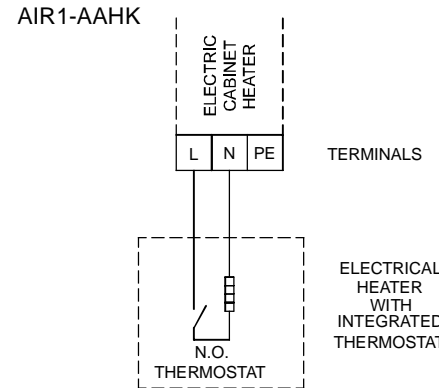 AIR1-AAHK
ELECTRIC
CABINET
HEATER
L N PE
TERMINALS
ELECTRICAL
HEATER
WITH
INTEGRATED
THERMOSTAT
N.O.
THERMOSTAT